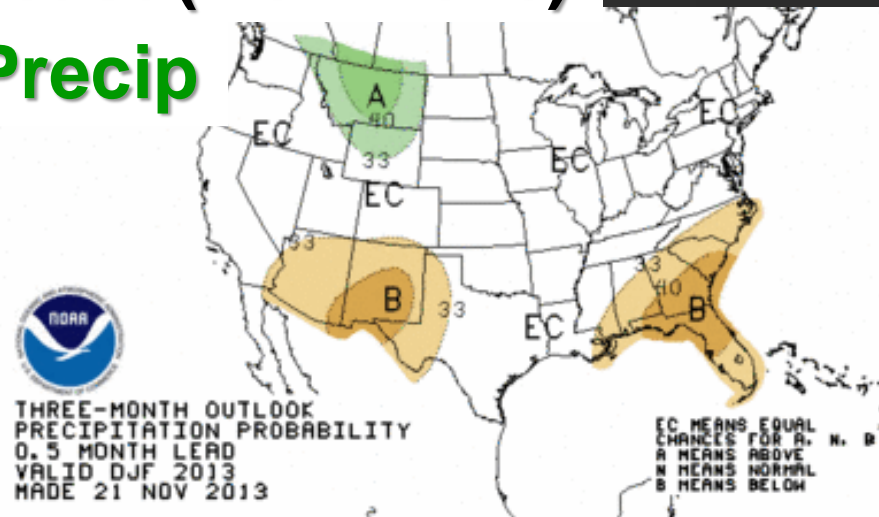 Precip
A
40
EC
EC
33
EC
EC
33
33
B
33
40
B
EC
NOAA
THREE-MONTH OUTLOOK
PRECIPITATION PROBABILITY
0.5 MONTH LEAD
VALID DJF 2013
MADE 21 NOV 2013
EC MEANS EQUAL
CHANCES FOR A, N, B
A MEANS ABOVE
N MEANS NORMAL
B MEANS BELOW